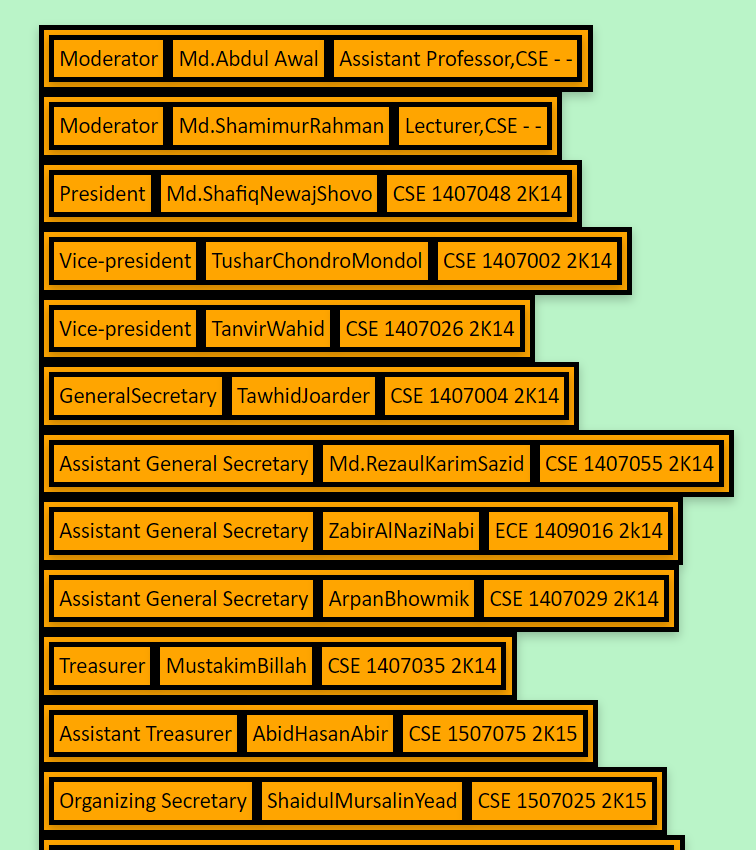 Moderator Md.Abdul Awal Assistant Professor,CSE - -
Moderator Md.ShamimurRahman Lecturer,CSE - -
President Md.ShafiqNewajShovo CSE 1407048 2K14
Vice-president TusharChondroMondol CSE 1407002 2K14
Vice-president TanvirWahid CSE 1407026 2K14
GeneralSecretary TawhidJoarder CSE 1407004 2K14
Assistant General Secretary Md.RezaulKarimSazid CSE 1407055 2K14
Assistant General Secretary ZabirAlNaziNabi ECE 1409016 2k14
Assistant General Secretary ArpanBhowmik CSE 1407029 2K14
Treasurer MustakimBillah CSE 1407035 2K14
Assistant Treasurer AbidHasanAbir CSE 1507075 2K15
Organizing Secretary ShaidulMursalinYead CSE 1507025 2K15